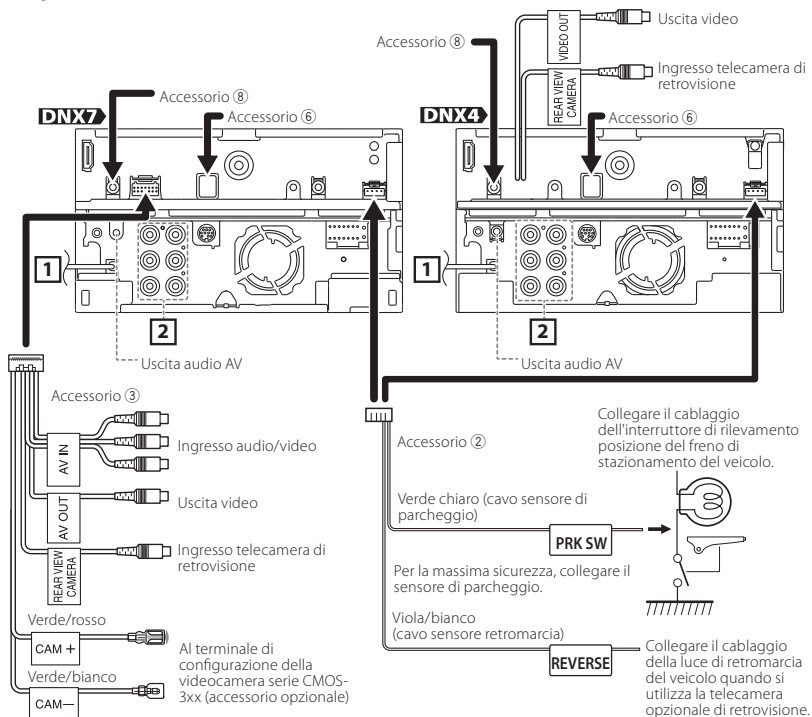 Uscita video
VIDEO OUT
Accessorio ⑧
Ingresso telecamera di
retrovisione
REAR VIEW
CAMERA
DNX7
Accessorio ⑧
Accessorio ⑥
DNX4
Accessorio ⑥
1
2
Uscita audio AV
1
2
Uscita audio AV
Accessorio ③
AV IN
Ingresso audio/video
AV OUT
Uscita video
REAR VIEW
CAMERA
Ingresso telecamera di
retrovisione
Verde/rosso
CAM +
Verde/bianco
CAM—
Al terminale di
configurazione della
videocamera serie CMOS-
3xx (accessorio opzionale)
Accessorio ②
Verde chiaro (cavo sensore di
parcheggio)
PRK SW
Per la massima sicurezza, collegare il
sensore di parcheggio.
Viola/bianco
(cavo sensore retromarcia)
REVERSE
Collegare il cablaggio
dell'interruttore di rilevamento
posizione del freno di
stazionamento del veicolo.
Collegare il cablaggio
della luce di retromarcia
del veicolo quando si
utilizza la telecamera
opzionale di retrovisione.